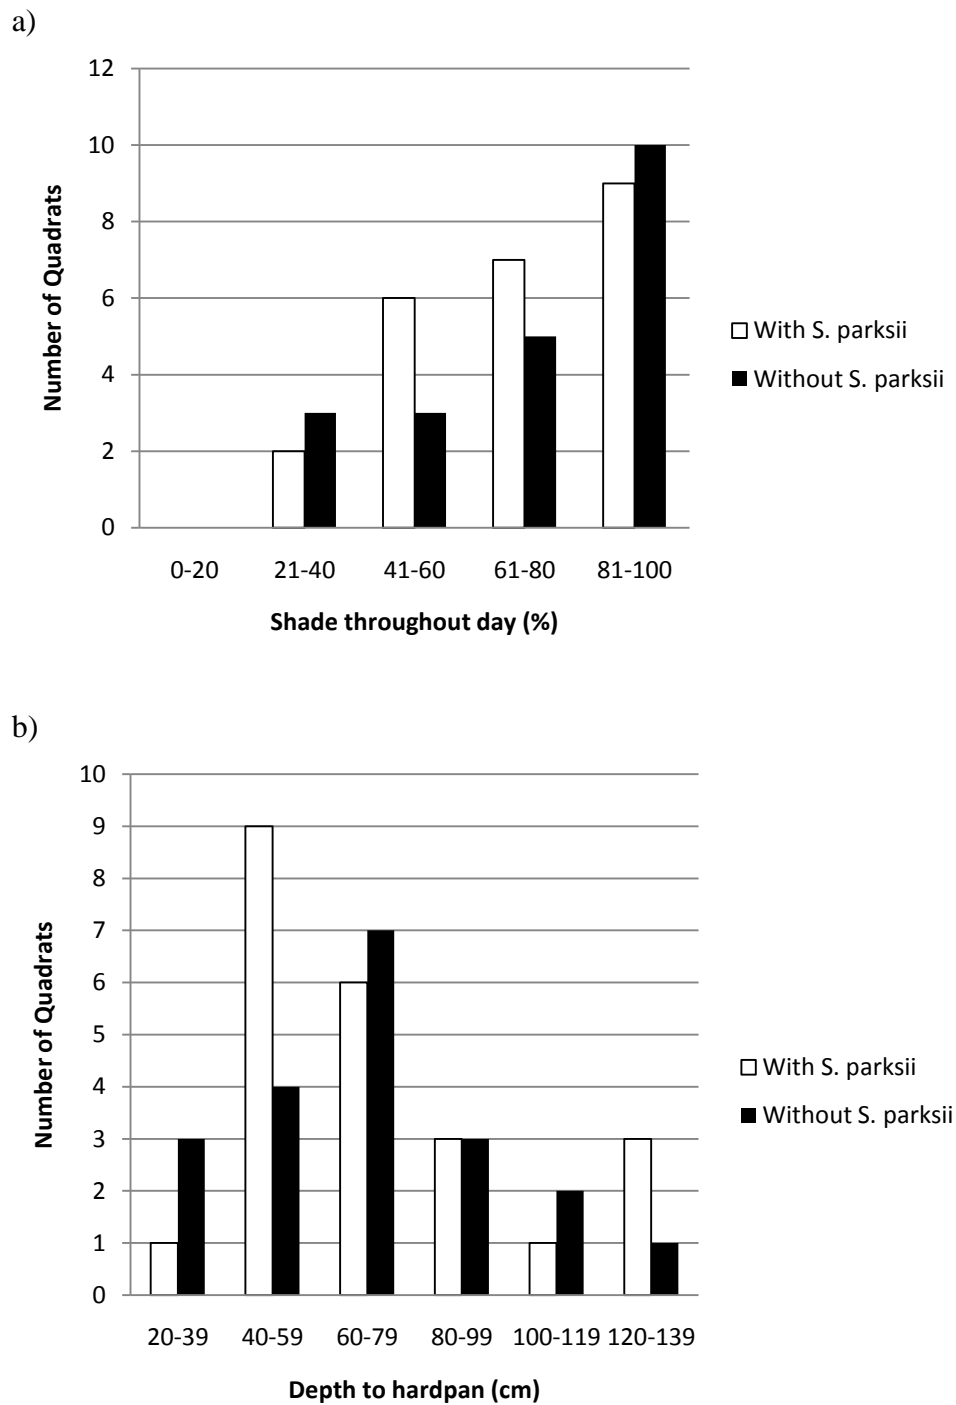 a)
12
10
8
6
4
2
0
Number of Quadrats
0-20 21-40 41-60 61-80 81-100
Shade throughout day (%)
With S. parksii
Without S. parksii
b)
10
9
8
7
6
5
4
3
2
1
0
Number of Quadrats
20-39 40-59 60-79 80-99 100-119 120-139
Depth to hardpan (cm)
With S. parksii
Without S. parksii